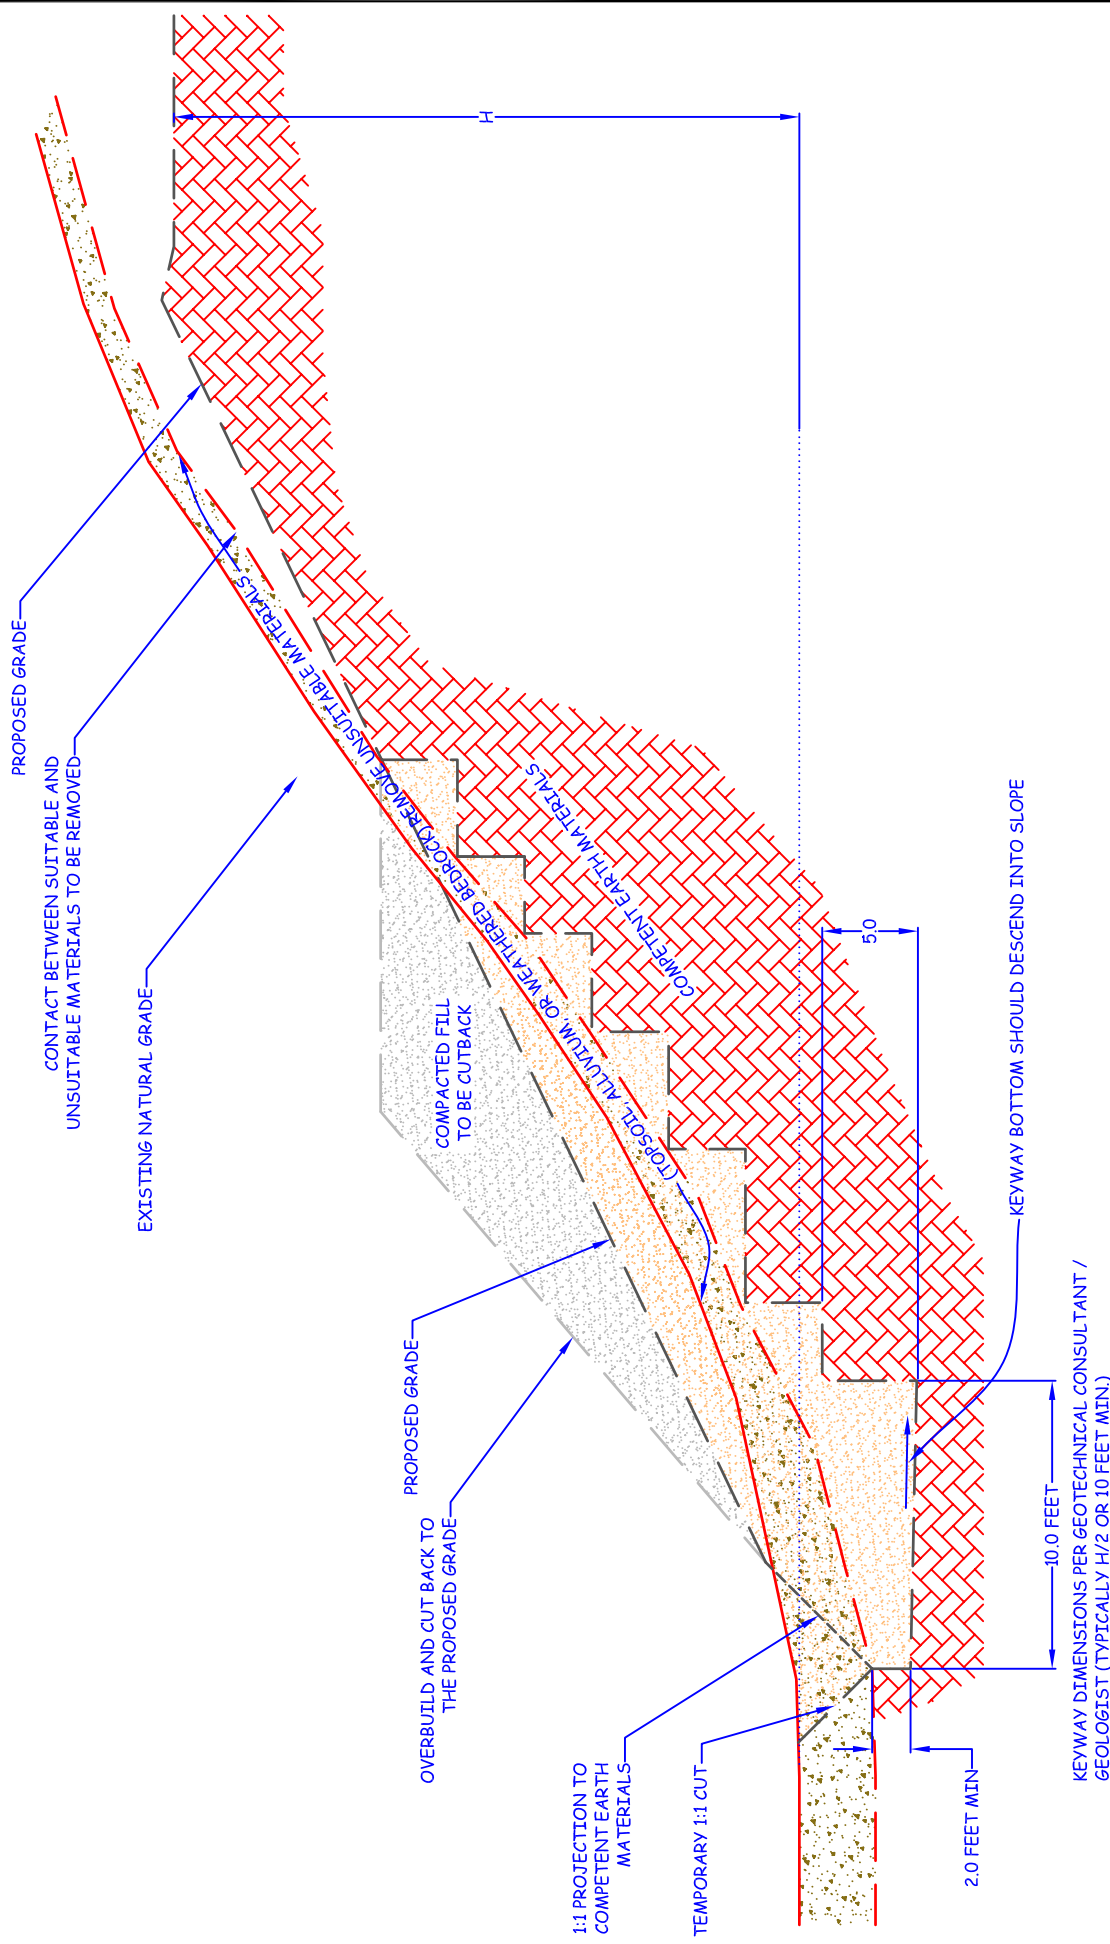 PROPOSED GRADE
CONTACT BETWEEN SUITABLE AND
UNSUITABLE MATERIALS TO BE REMOVED
EXISTING NATURAL GRADE
H
REMOVE UNSUITABLE MATERIALS
(TOPSOIL, ALLUVIUM, OR WEATHERED BEDROCK)
COMPETENT EARTH MATERIALS
COMPACTED FILL
TO BE CUTBACK
PROPOSED GRADE
OVERBUILD AND CUT BACK TO
THE PROPOSED GRADE
5.0
KEYWAY BOTTOM SHOULD DESCEND INTO SLOPE
1:1 PROJECTION TO
COMPETENT EARTH
MATERIALS
TEMPORARY 1:1 CUT
2.0 FEET MIN
10.0 FEET
KEYWAY DIMENSIONS PER GEOTECHNICAL CONSULTANT /
GEOLOGIST (TYPICALLY H/2 OR 10 FEET MIN.)